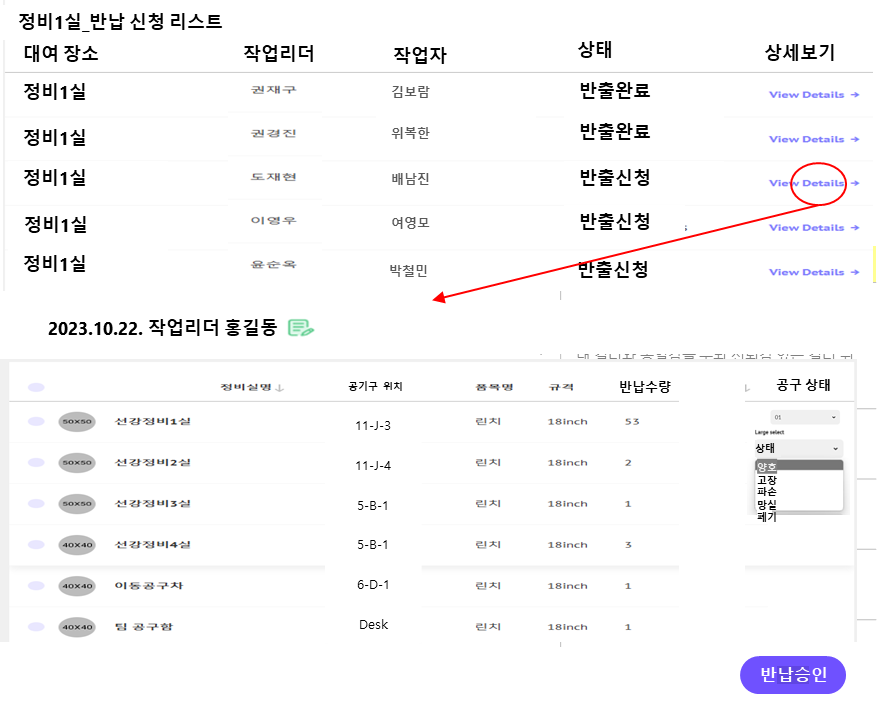 정비1실_반납 신청 리스트
대여 장소 작업리더 작업자 상태 상세보기
정비1실 권재구 김보람 반출완료 View Details →
정비1실 권경진 위복한 반출완료 View Details →
정비1실 도재현 배남진 반출신청 View Details →
정비1실 이영우 여영모 반출신청 View Details →
정비1실 윤순옥 박철민 반출신청 View Details →
2023.10.22. 작업리더 홍길동
정비실명 ↓ 공기구 위치 품목명 규격 반납수량 공구 상태
50X50 선강정비1실 11-J-3 린치 18inch 53 01
Large select
상태
50X50 선강정비2실 11-J-4 린치 18inch 2
양호
고장
파손
50X50 선강정비3실 5-B-1 린치 18inch 1
망실
폐기
40X40 선강정비4실 5-B-1 린치 18inch 3
40X40 이동공구차 6-D-1 린치 18inch 1
40X40 팀 공구함 Desk 린치 18inch 1
반납승인